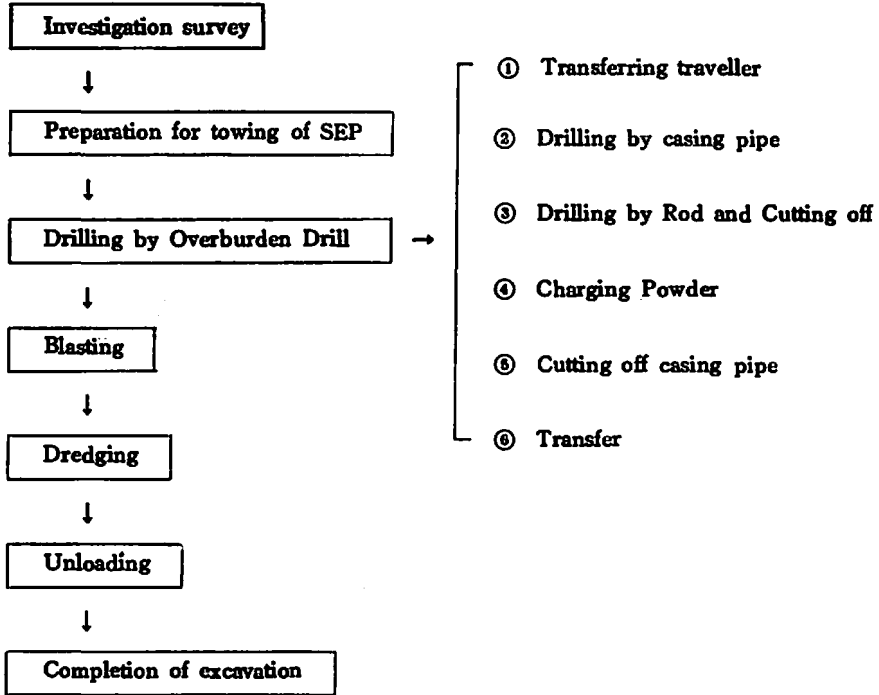 Investigation survey
↓
Preparation for towing of SEP
↓
Drilling by Overburden Drill →
↓
Blasting
↓
Dredging
↓
Unloading
↓
Completion of excavation
① Transferring traveller
② Drilling by casing pipe
③ Drilling by Rod and Cutting off
④ Charging Powder
⑤ Cutting off casing pipe
⑥ Transfer